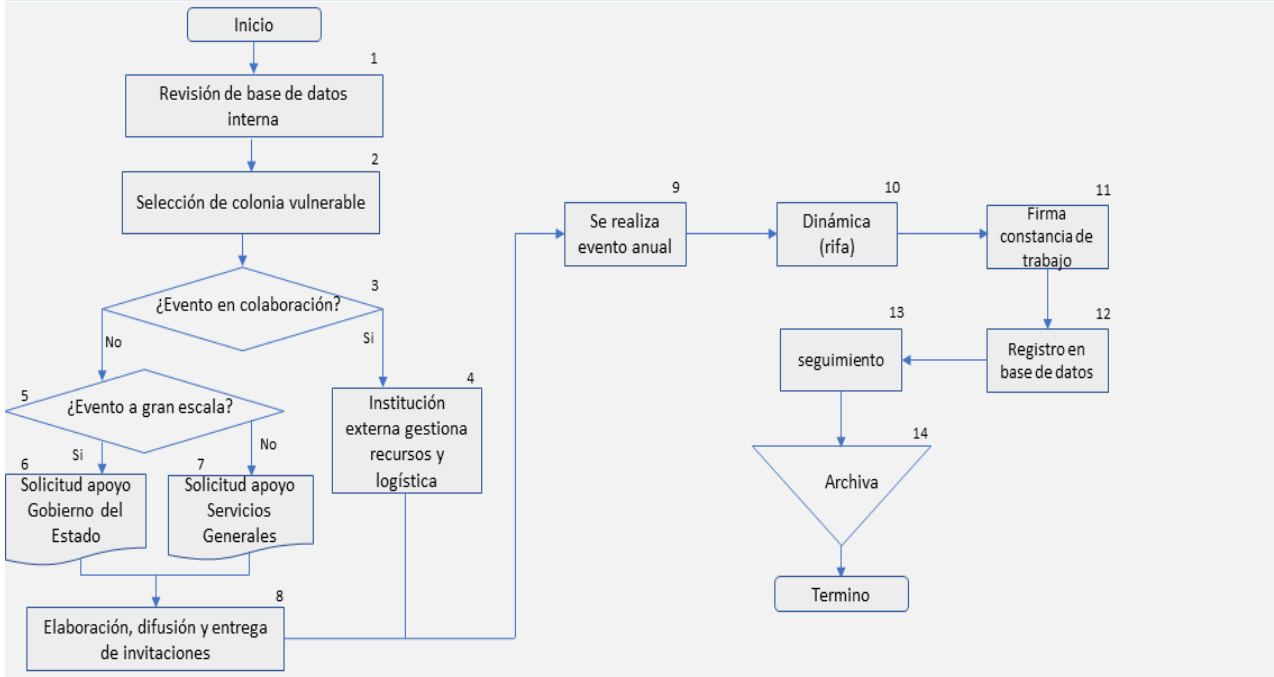 Inicio
1
Revisión de base de datos
interna
2
Selección de colonia vulnerable
3
¿Evento en colaboración?
No
Si
4
Institución
externa gestiona
recursos y
logística
5
¿Evento a gran escala?
Si
No
6
Solicitud apoyo
Gobierno del
Estado
7
Solicitud apoyo
Servicios
Generales
8
Elaboración, difusión y entrega
de invitaciones
9
Se realiza
evento anual
10
Dinámica
(rifa)
11
Firma
constancia de
trabajo
12
Registro en
base de datos
13
seguimiento
14
Archiva
Termino